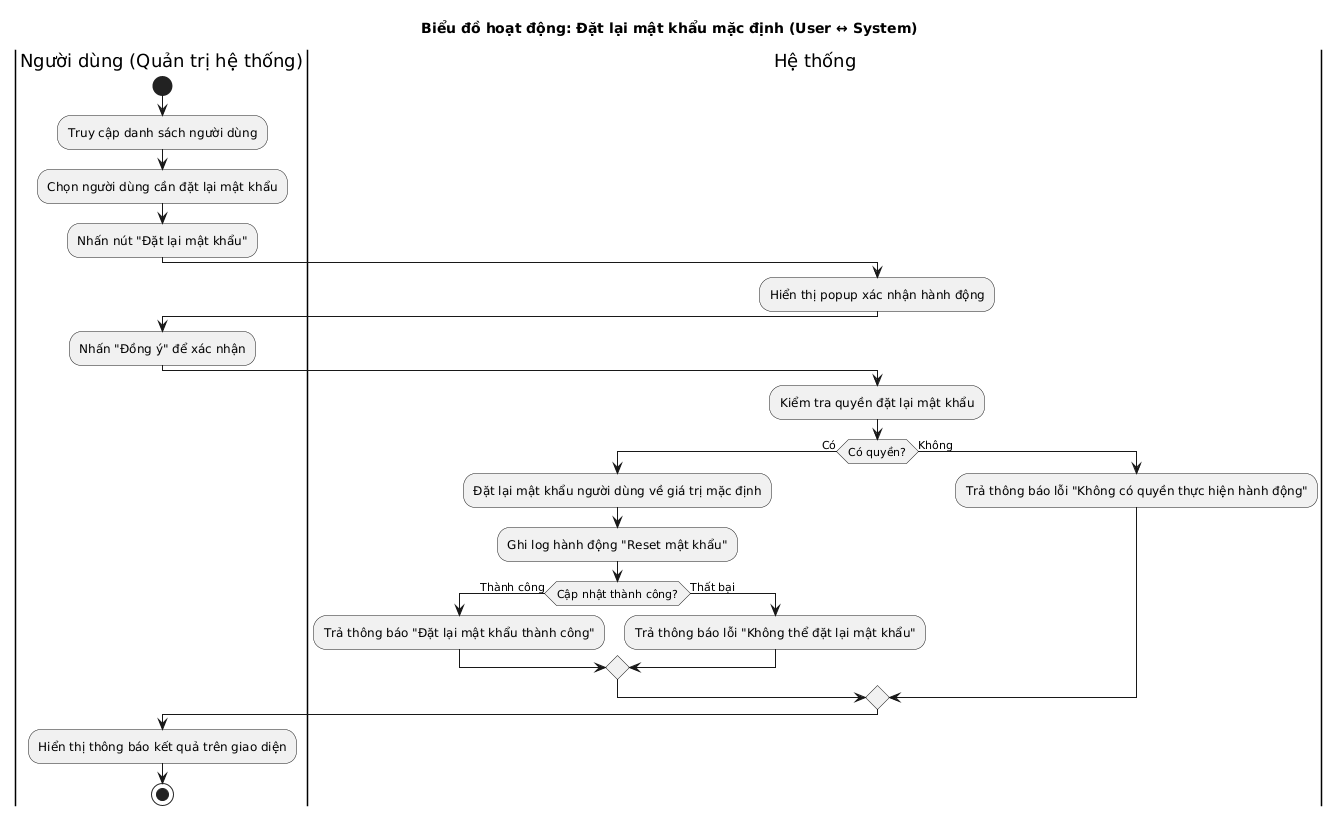 Biểu đồ hoạt động: Đặt lại mật khẩu mặc định (User ↔ System)
Người dùng (Quản trị hệ thống)
Hệ thống
Truy cập danh sách người dùng
Chọn người dùng cần đặt lại mật khẩu
Nhấn nút "Đặt lại mật khẩu"
Hiển thị popup xác nhận hành động
Nhấn "Đồng ý" để xác nhận
Kiểm tra quyền đặt lại mật khẩu
Có
Có quyền?
Không
Đặt lại mật khẩu người dùng về giá trị mặc định
Trả thông báo lỗi "Không có quyền thực hiện hành động"
Ghi log hành động "Reset mật khẩu"
Thành công
Cập nhật thành công?
Thất bại
Trả thông báo "Đặt lại mật khẩu thành công"
Trả thông báo lỗi "Không thể đặt lại mật khẩu"
Hiển thị thông báo kết quả trên giao diện